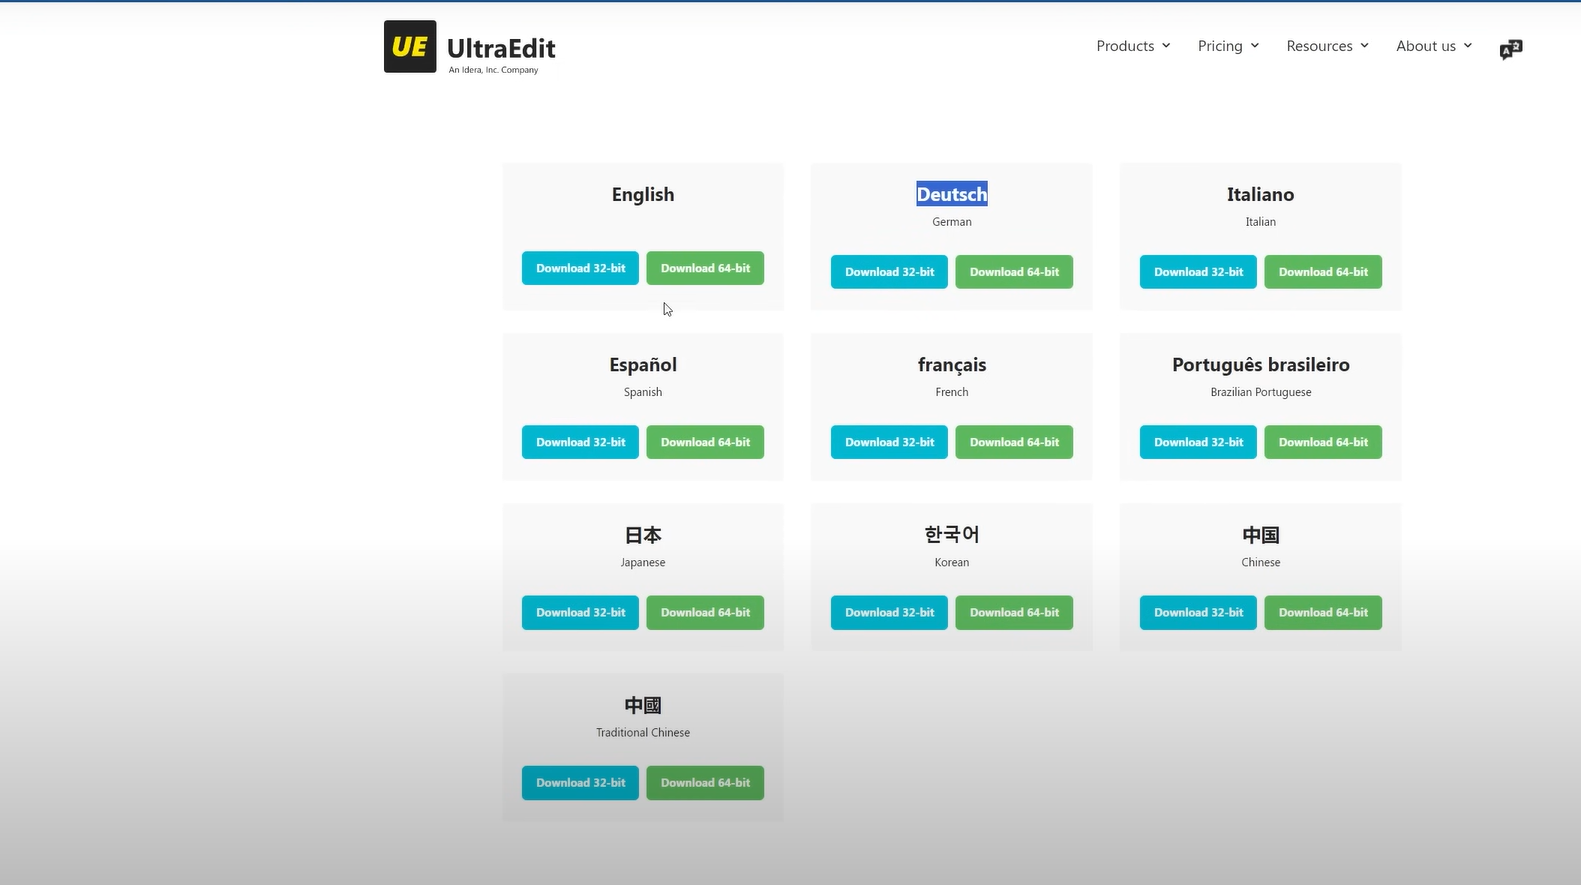 UE UltraEdit
An Idera, Inc. Company
Products Pricing Resources About us
English
Download 32-bit Download 64-bit
Deutsch
German
Download 32-bit Download 64-bit
Italiano
Italian
Download 32-bit Download 64-bit
Español
Spanish
Download 32-bit Download 64-bit
français
French
Download 32-bit Download 64-bit
Português brasileiro
Brazilian Portuguese
Download 32-bit Download 64-bit
日本
Japanese
Download 32-bit Download 64-bit
한국어
Korean
Download 32-bit Download 64-bit
中国
Chinese
Download 32-bit Download 64-bit
中國
Traditional Chinese
Download 32-bit Download 64-bit